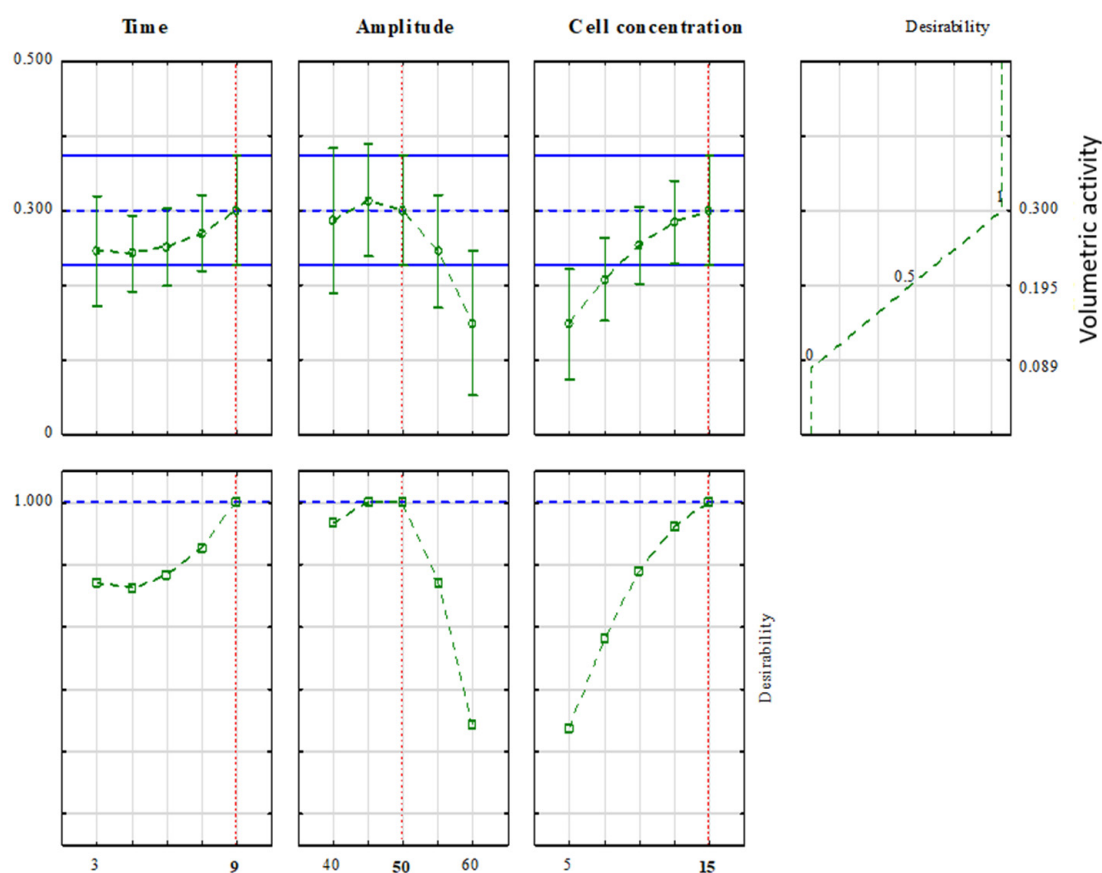 Time Amplitude Cell concentration Desirability
0.500
0.300
0
1
0.5
0
0.300
0.195
0.089
Volumetric activity
1.000
Desirability
3 9 40 50 60 5 15